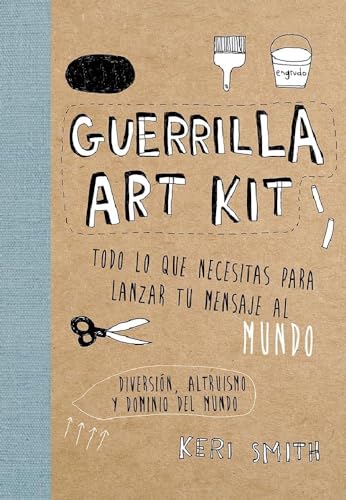 engrudo
GUERRILLA
ART KIT
TODO LO QUE NECESITAS PARA
LANZAR TU MENSAJE AL
MUNDO
DIVERSIÓN, ALTRUISMO
Y DOMINIO DEL MUNDO
KERI SMITH